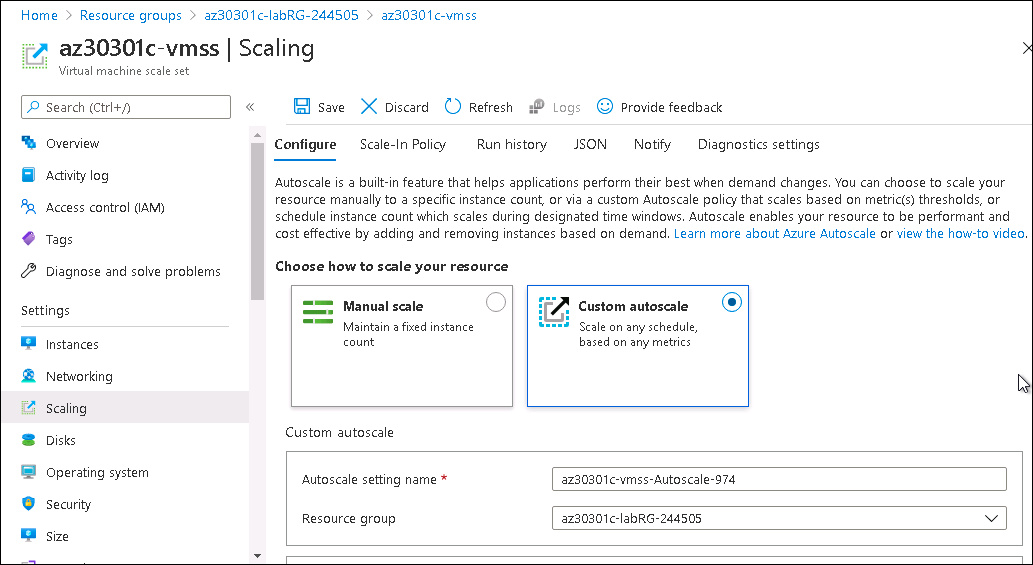 Home > Resource groups > az30301c-labRG-244505 > az30301c-vmss
az30301c-vmss | Scaling
Virtual machine scale set
Search (Ctrl+/)
«
Overview
Activity log
Access control (IAM)
Tags
Diagnose and solve problems
Settings
Instances
Networking
Scaling
Disks
Operating system
Security
Size
Save Discard Refresh Logs Provide feedback
Configure Scale-In Policy Run history JSON Notify Diagnostics settings
Autoscale is a built-in feature that helps applications perform their best when demand changes. You can choose to scale your
resource manually to a specific instance count, or via a custom Autoscale policy that scales based on metric(s) thresholds, or
schedule instance count which scales during designated time windows. Autoscale enables your resource to be performant and
cost effective by adding and removing instances based on demand. Learn more about Azure Autoscale or view the how-to video.
Choose how to scale your resource
Manual scale
Maintain a fixed instance
count
Custom autoscale
Scale on any schedule,
based on any metrics
Custom autoscale
Autoscale setting name *
az30301c-vmss-Autoscale-974
Resource group
az30301c-labRG-244505